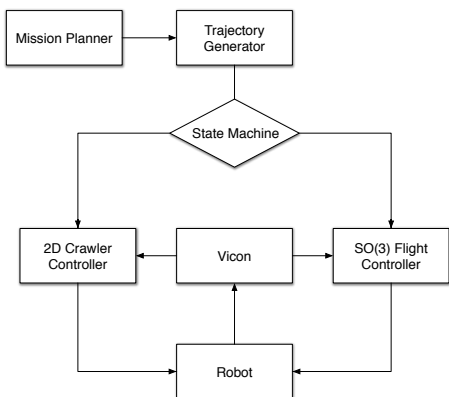 Mission Planner
Trajectory
Generator
State Machine
2D Crawler
Controller
Vicon
SO(3) Flight
Controller
Robot